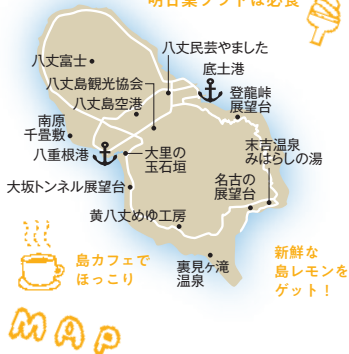 明日葉ソフトは必食
八丈民芸やました
八丈富士
底土港
八丈島観光協会
登龍峠
展望台
八丈島空港
南原
千畳敷
末吉温泉
みはらしの湯
八重根港
大里の
玉石垣
名古の
展望台
大坂トンネル展望台
黄八丈めゆ工房
裏見ヶ滝
温泉
島カフェで
ほっこり
新鮮な
島レモンを
ゲット！
MAP